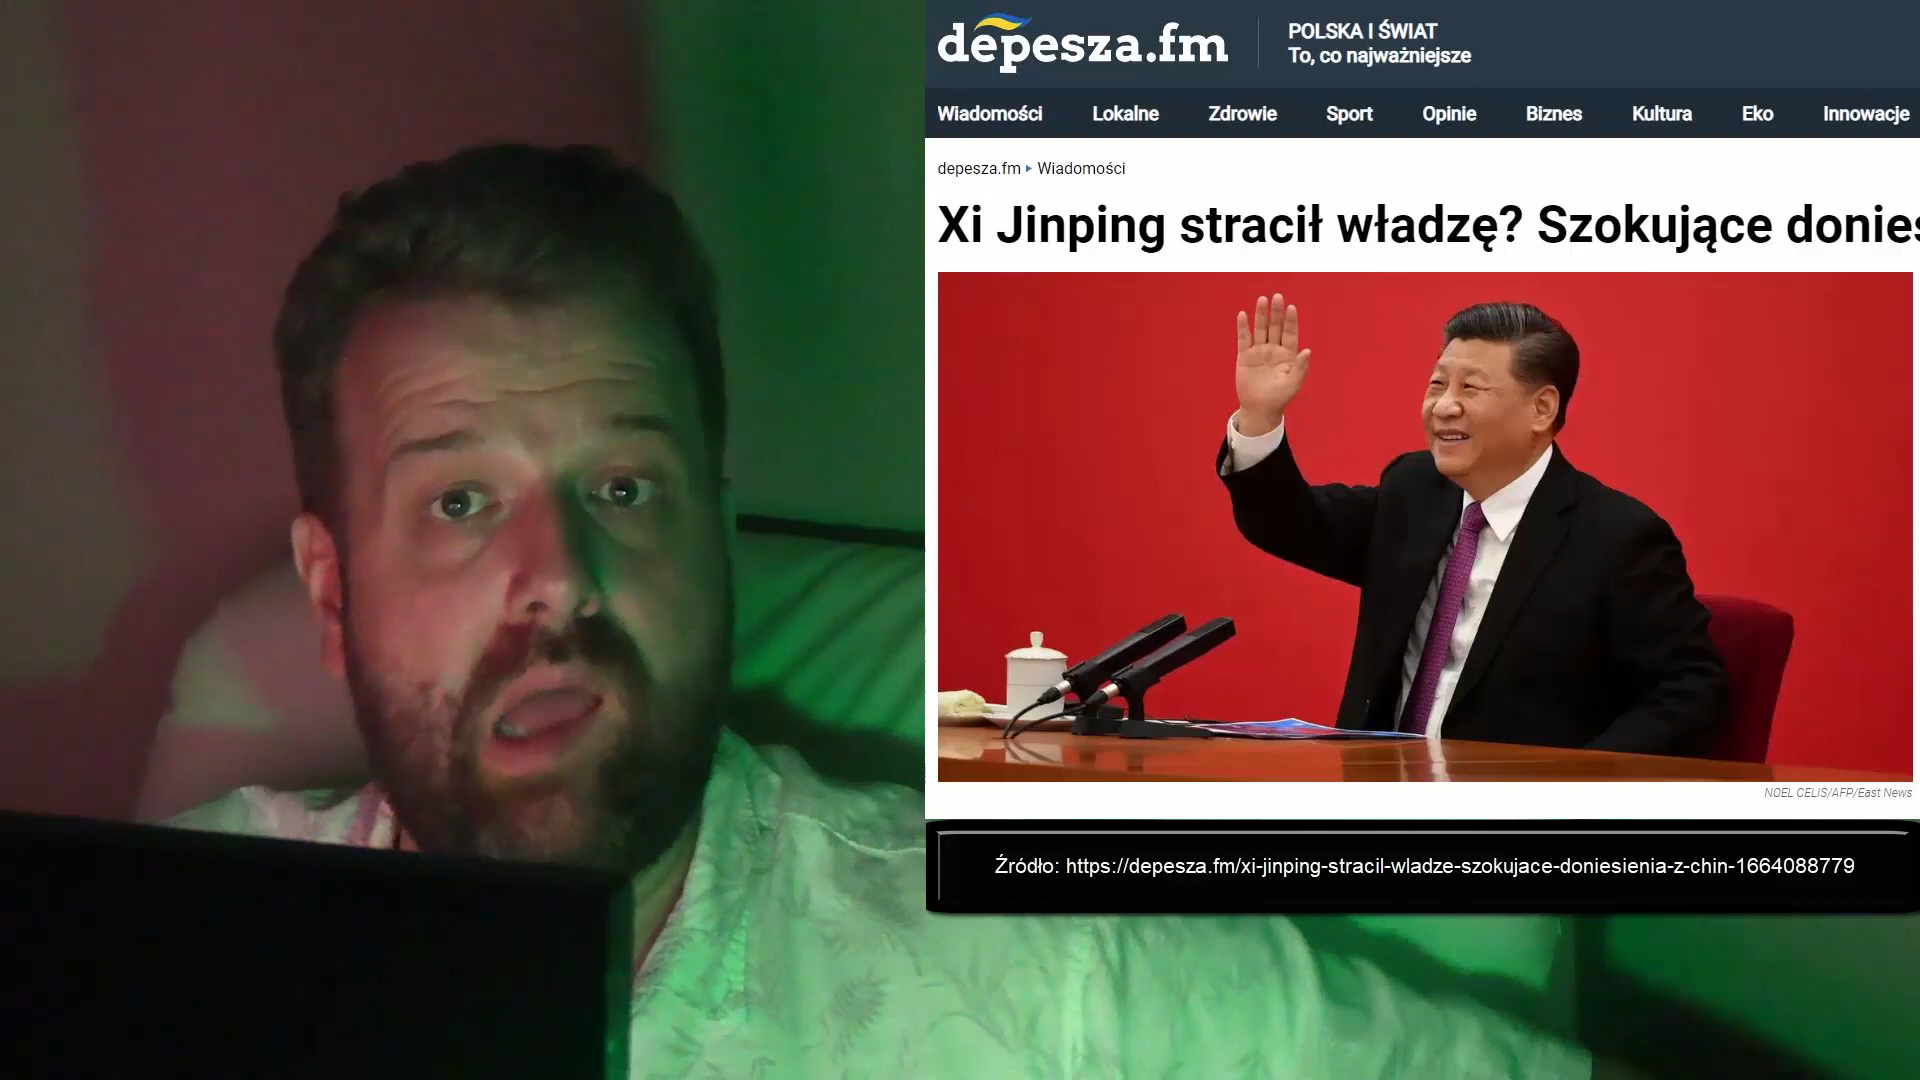 depesza.fm
POLSKA I ŚWIAT
To, co najważniejsze
Wiadomości Lokalne Zdrowie Sport Opinie Biznes Kultura Eko Innowacje
depesza.fm ▸ Wiadomości
Xi Jinping stracił władzę? Szokujące donies
NOEL CELIS/AFP/East News
Źródło: https://depesza.fm/xi-jinping-stracil-wladze-szokujace-doniesienia-z-chin-1664088779